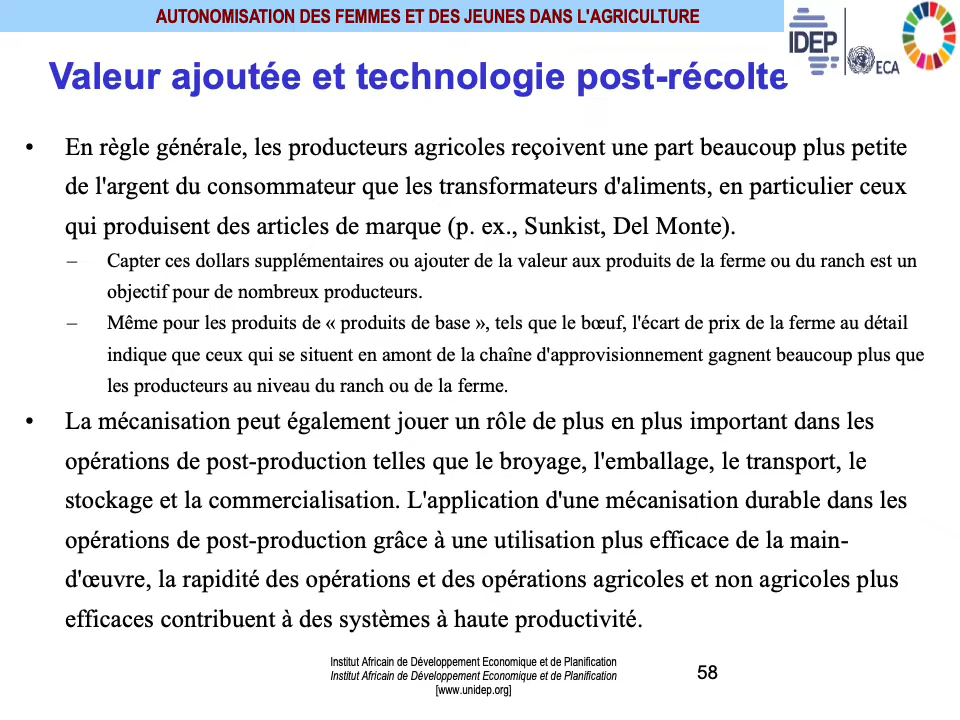 AUTONOMISATION DES FEMMES ET DES JEUNES DANS L'AGRICULTURE
IDEP
ECA
Valeur ajoutée et technologie post-récolte
• En règle générale, les producteurs agricoles reçoivent une part beaucoup plus petite
de l'argent du consommateur que les transformateurs d'aliments, en particulier ceux
qui produisent des articles de marque (p. ex., Sunkist, Del Monte).
– Capter ces dollars supplémentaires ou ajouter de la valeur aux produits de la ferme ou du ranch est un
objectif pour de nombreux producteurs.
– Même pour les produits de « produits de base », tels que le bœuf, l'écart de prix de la ferme au détail
indique que ceux qui se situent en amont de la chaîne d'approvisionnement gagnent beaucoup plus que
les producteurs au niveau du ranch ou de la ferme.
• La mécanisation peut également jouer un rôle de plus en plus important dans les
opérations de post-production telles que le broyage, l'emballage, le transport, le
stockage et la commercialisation. L'application d'une mécanisation durable dans les
opérations de post-production grâce à une utilisation plus efficace de la main-
d'œuvre, la rapidité des opérations et des opérations agricoles et non agricoles plus
efficaces contribuent à des systèmes à haute productivité.
Institut Africain de Développement Economique et de Planification
Institut Africain de Développement Economique et de Planification
[www.unidep.org]
58